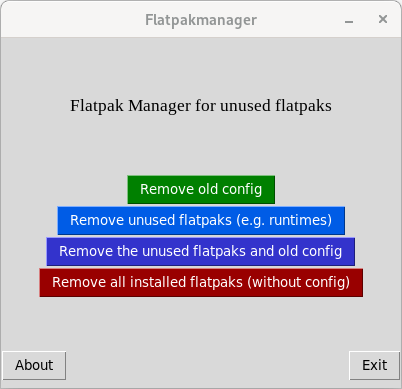 Flatpakmanager
Flatpak Manager for unused flatpaks
Remove old config
Remove unused flatpaks (e.g. runtimes)
Remove the unused flatpaks and old config
Remove all installed flatpaks (without config)
About
Exit